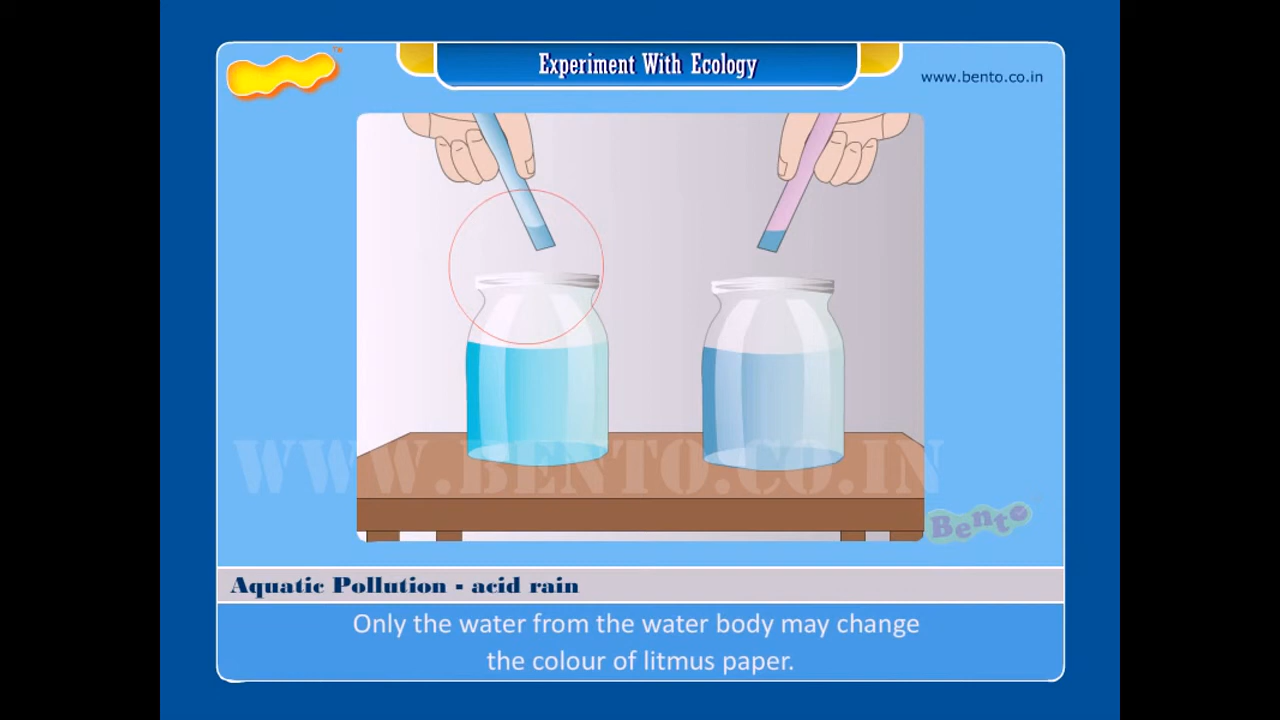 Experiment With Ecology
TM
www.bento.co.in
WWW.BENTO.CO.IN
Bento
Aquatic Pollution - acid rain
Only the water from the water body may change
the colour of litmus paper.